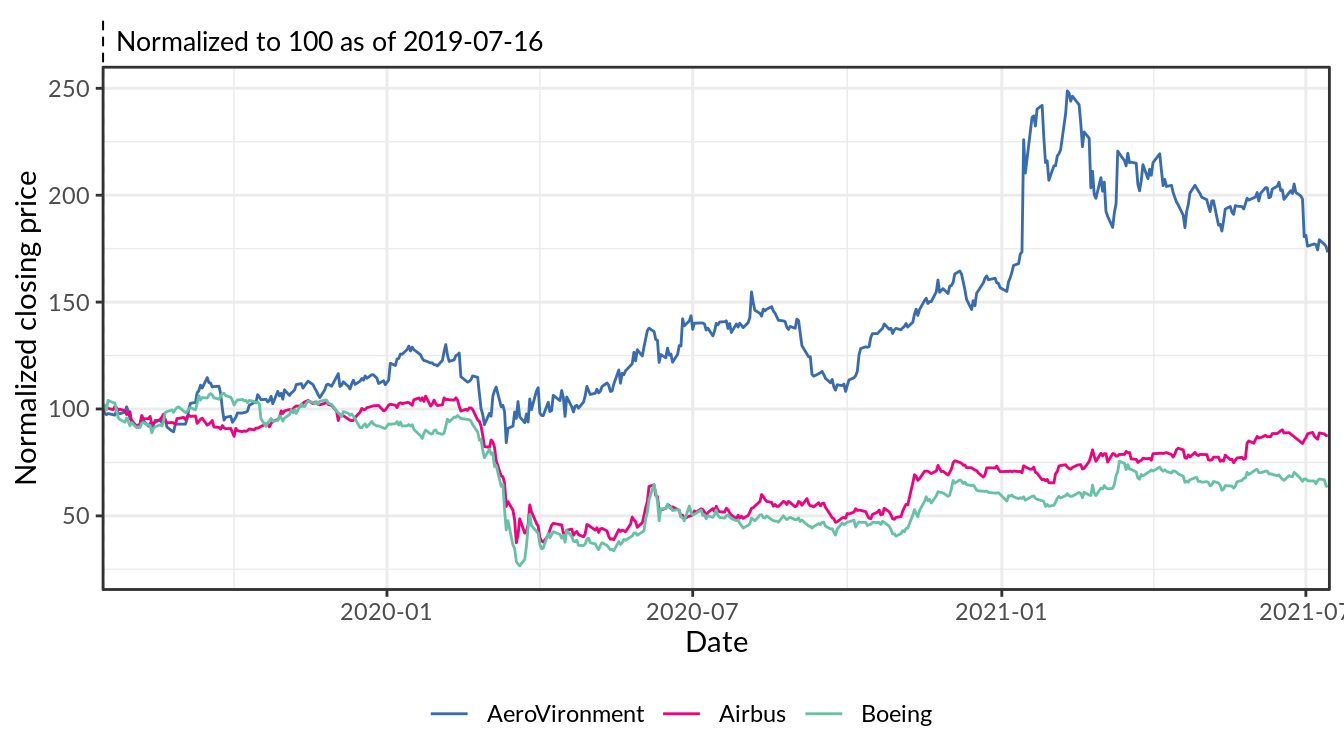 Normalized to 100 as of 2019-07-16
Normalized closing price
250
200
150
100
50
2020-01
2020-07
2021-01
2021-07
Date
AeroVironment
Airbus
Boeing